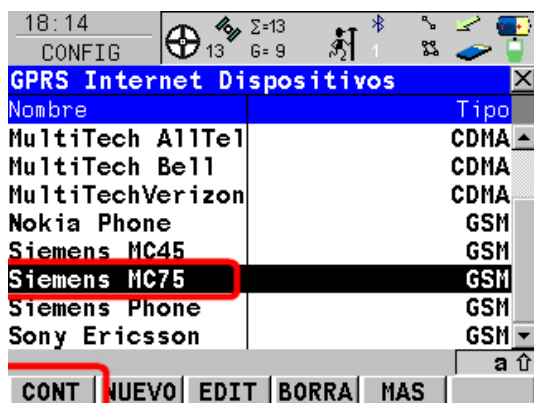 18:14
CONFIG
13
Σ=13
G= 9
1
GPRS Internet Dispositivos
Nombre Tipo
MultiTech AllTel CDMA
MultiTech Bell CDMA
MultiTechVerizon CDMA
Nokia Phone GSM
Siemens MC45 GSM
Siemens MC75 GSM
Siemens Phone GSM
Sony Ericsson GSM
a
CONT NUEVO EDIT BORRA MAS